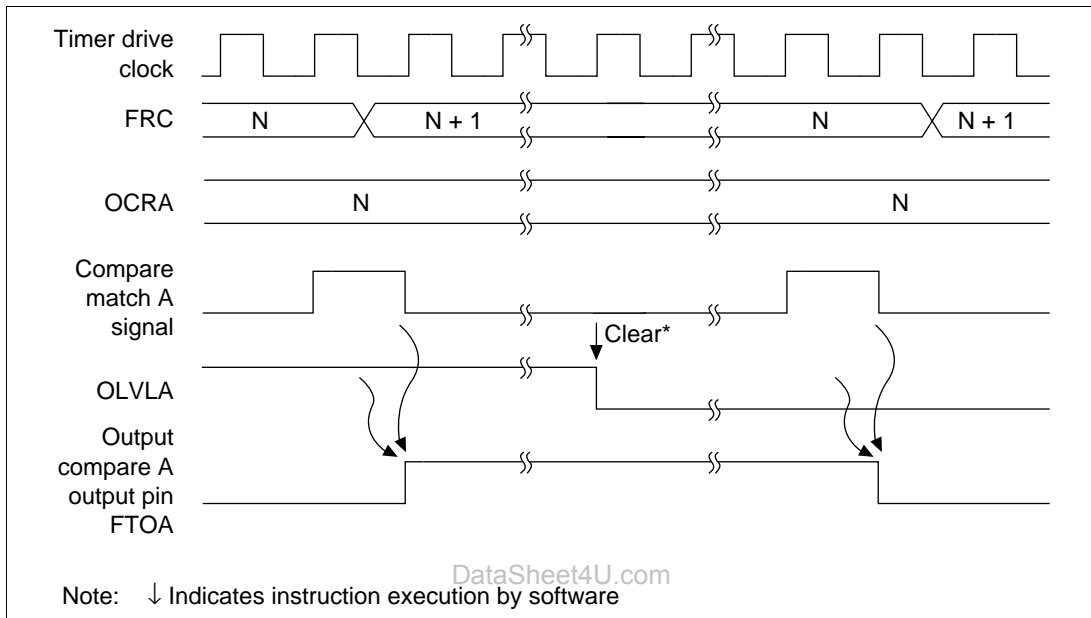 Timer drive
clock
FRC
N
N + 1
N
N + 1
OCRA
N
N
Compare
match A
signal
Clear*
OLVLA
Output
compare A
output pin
FTOA
DataSheet4U.com
Note: ↓ Indicates instruction execution by software